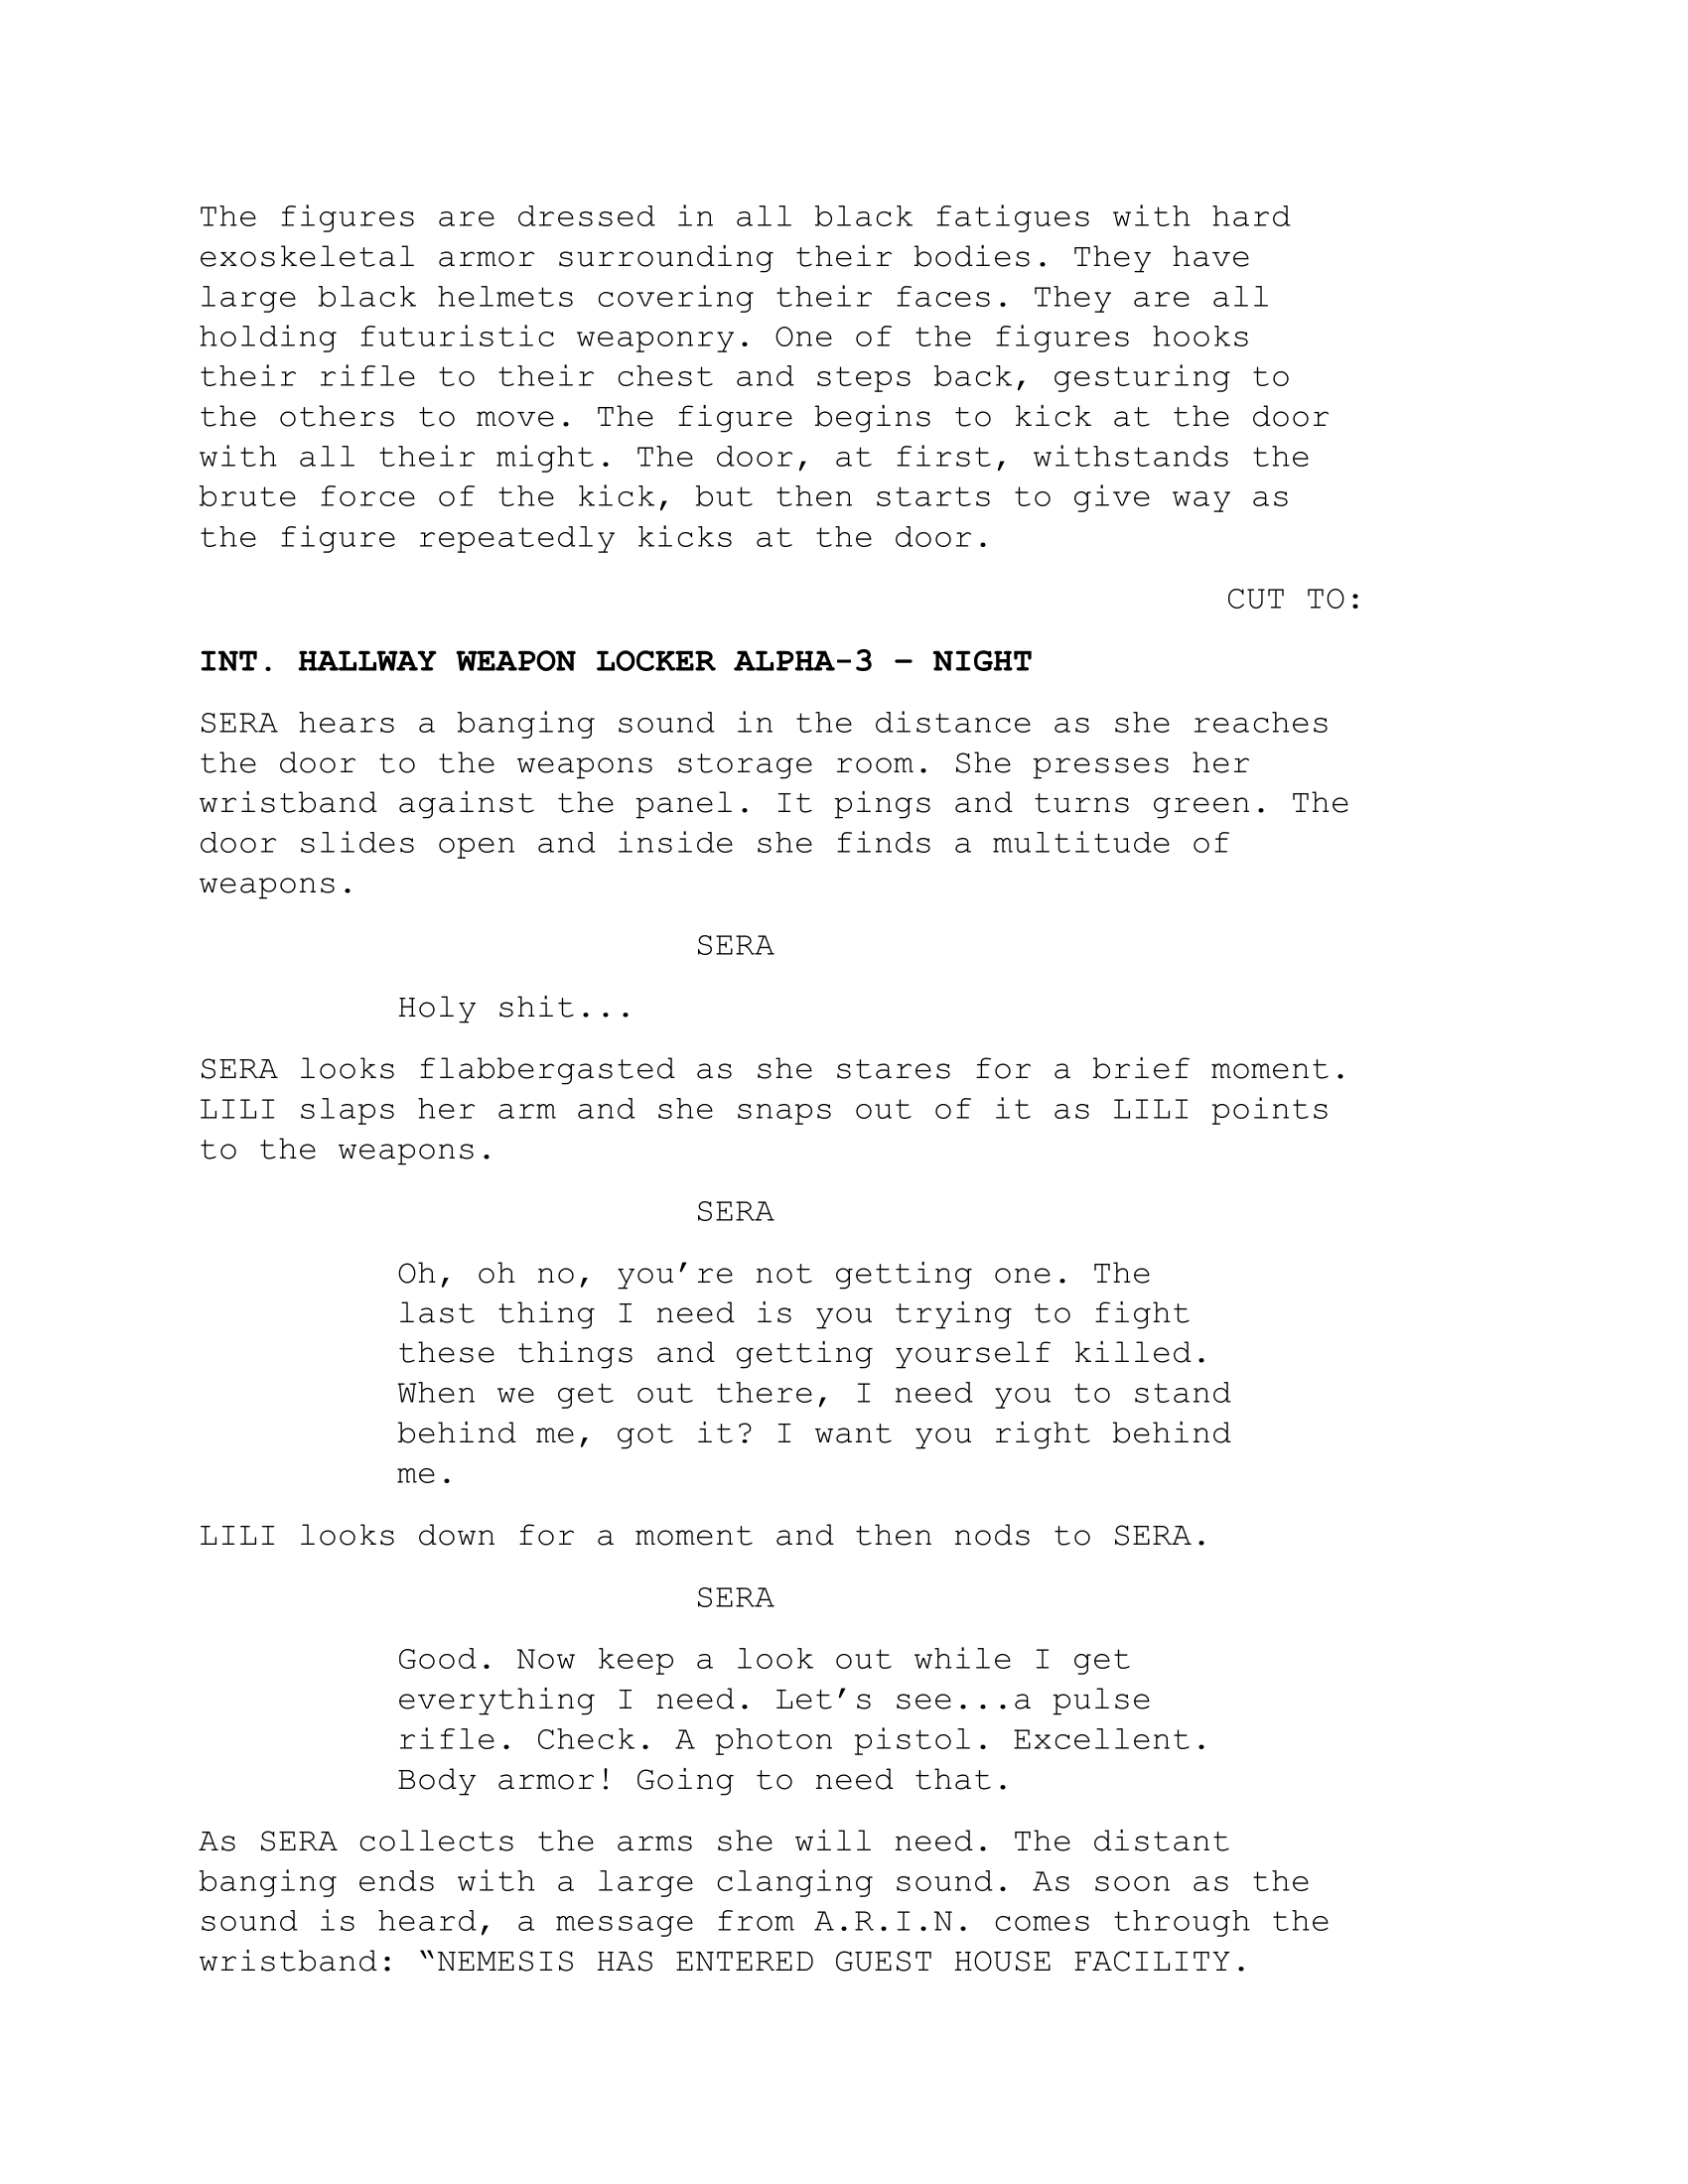 The figures are dressed in all black fatigues with hard
exoskeletal armor surrounding their bodies. They have
large black helmets covering their faces. They are all
holding futuristic weaponry. One of the figures hooks
their rifle to their chest and steps back, gesturing to
the others to move. The figure begins to kick at the door
with all their might. The door, at first, withstands the
brute force of the kick, but then starts to give way as
the figure repeatedly kicks at the door.
CUT TO:
INT. HALLWAY WEAPON LOCKER ALPHA-3 – NIGHT
SERA hears a banging sound in the distance as she reaches
the door to the weapons storage room. She presses her
wristband against the panel. It pings and turns green. The
door slides open and inside she finds a multitude of
weapons.
SERA
Holy shit...
SERA looks flabbergasted as she stares for a brief moment.
LILI slaps her arm and she snaps out of it as LILI points
to the weapons.
SERA
Oh, oh no, you’re not getting one. The
last thing I need is you trying to fight
these things and getting yourself killed.
When we get out there, I need you to stand
behind me, got it? I want you right behind
me.
LILI looks down for a moment and then nods to SERA.
SERA
Good. Now keep a look out while I get
everything I need. Let’s see...a pulse
rifle. Check. A photon pistol. Excellent.
Body armor! Going to need that.
As SERA collects the arms she will need. The distant
banging ends with a large clanging sound. As soon as the
sound is heard, a message from A.R.I.N. comes through the
wristband: “NEMESIS HAS ENTERED GUEST HOUSE FACILITY.